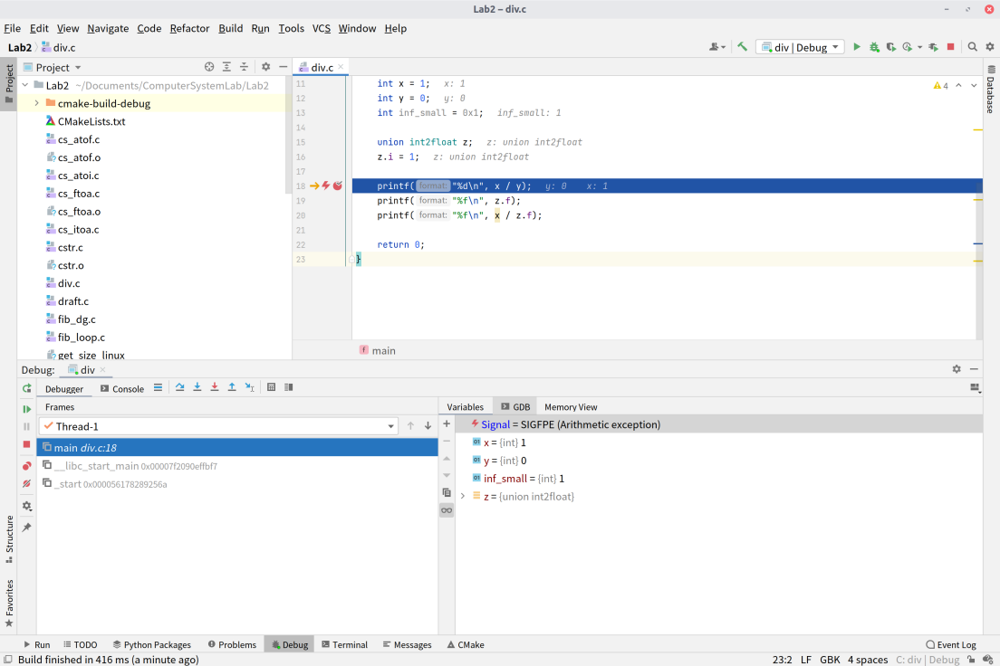 Lab2 – div.c
File Edit View Navigate Code Refactor Build Run Tools VCS Window Help
Lab2 div.c
div | Debug
Project
Project
div.c
Lab2 ~/Documents/ComputerSystemLab/Lab2
cmake-build-debug
CMakeLists.txt
cs_atof.c
cs_atof.o
cs_atoi.c
cs_ftoa.c
cs_ftoa.o
cs_itoa.c
cstr.c
cstr.o
div.c
draft.c
fib_dg.c
fib_loop.c
get_size_linux
11 int x = 1; x: 1
12 int y = 0; y: 0
13 int inf_small = 0x1; inf_small: 1
14
15 union int2float z; z: union int2float
16 z.i = 1; z: union int2float
17
18 printf( format: "%d\n", x / y); y: 0 x: 1
19 printf( format: "%f\n", z.f);
20 printf( format: "%f\n", x / z.f);
21
22 return 0;
23 }
4
f main
Database
Debug: div
Debugger Console
Frames
Thread-1
main div.c:18
__libc_start_main 0x00007f2090effbf7
_start 0x000056178289256a
Variables GDB Memory View
Signal = SIGFPE (Arithmetic exception)
x = {int} 1
y = {int} 0
inf_small = {int} 1
z = {union int2float}
Structure
Favorites
Run TODO Python Packages Problems Debug Terminal Messages CMake Event Log
Build finished in 416 ms (a minute ago) 23:2 LF GBK 4 spaces C: div | Debug